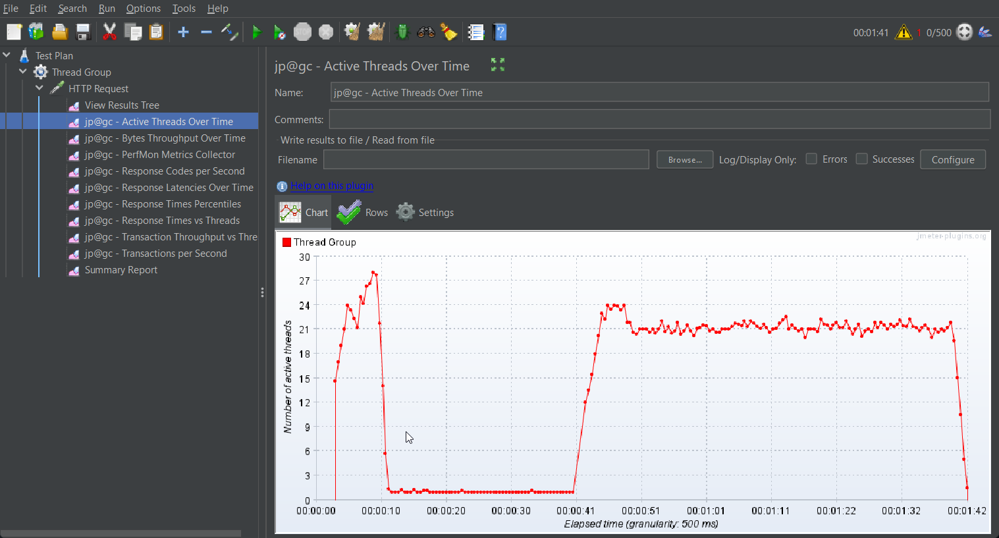 File Edit Search Run Options Tools Help
STOP
00:01:41 1 0/500
Test Plan
Thread Group
HTTP Request
View Results Tree
jp@gc - Active Threads Over Time
jp@gc - Bytes Throughput Over Time
jp@gc - PerfMon Metrics Collector
jp@gc - Response Codes per Second
jp@gc - Response Latencies Over Time
jp@gc - Response Times Percentiles
jp@gc - Response Times vs Threads
jp@gc - Transaction Throughput vs Thre
jp@gc - Transactions per Second
Summary Report
jp@gc - Active Threads Over Time
Name: jp@gc - Active Threads Over Time
Comments:
Write results to file / Read from file
Filename Browse... Log/Display Only: Errors Successes Configure
Help on this plugin
Chart Rows Settings
Thread Group
jmeter-plugins.org
30
27
24
21
18
15
12
9
6
3
0
Number of active threads
00:00:00 00:00:10 00:00:20 00:00:30 00:00:41 00:00:51 00:01:01 00:01:11 00:01:22 00:01:32 00:01:42
Elapsed time (granularity: 500 ms)